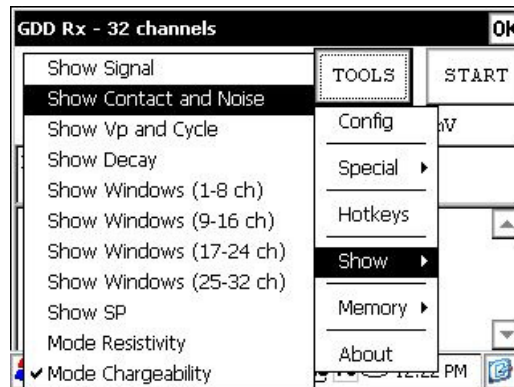 GDD Rx - 32 channels OK
Show Signal
Show Contact and Noise
Show Vp and Cycle
Show Decay
Show Windows (1-8 ch)
Show Windows (9-16 ch)
Show Windows (17-24 ch)
Show Windows (25-32 ch)
Show SP
Mode Resistivity
✓ Mode Chargeability
TOOLS
START
Config
Special
Hotkeys
Show
Memory
About
PM